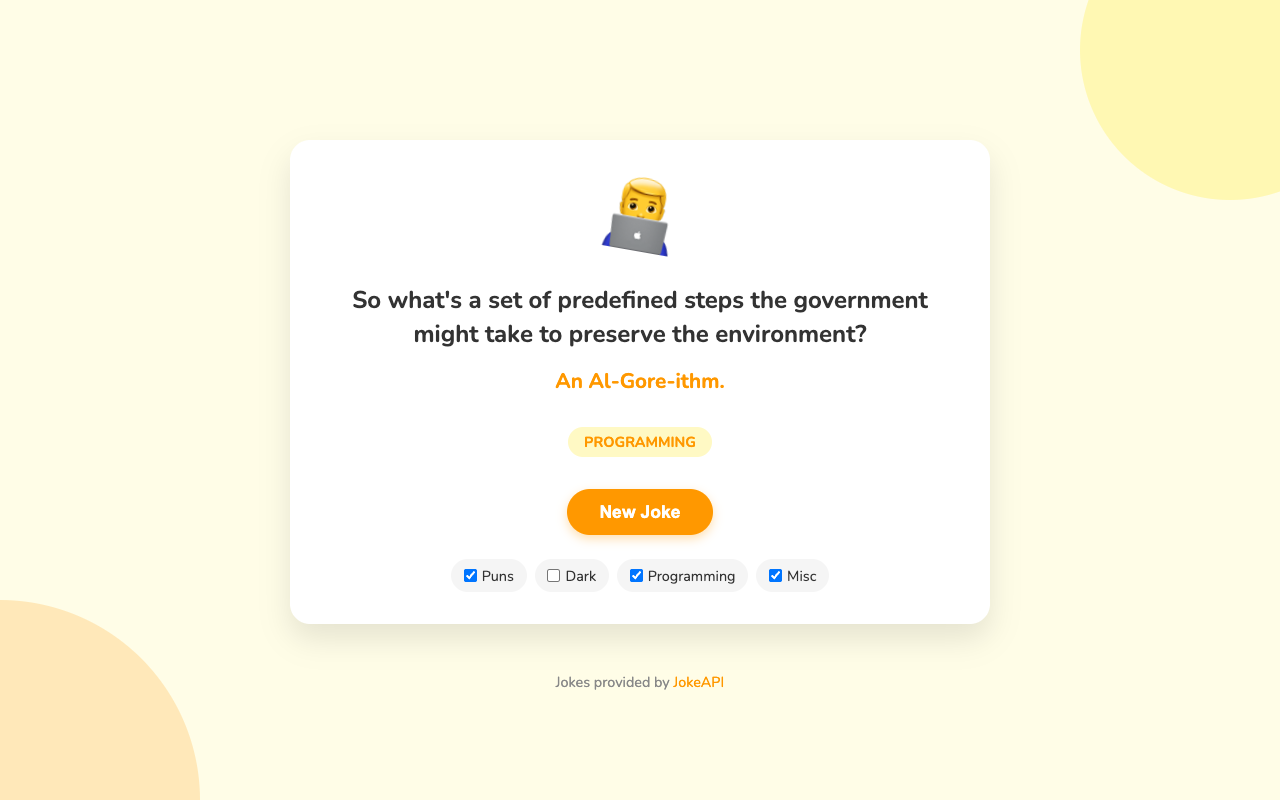 So what's a set of predefined steps the government
might take to preserve the environment?
An Al-Gore-ithm.
PROGRAMMING
New Joke
Puns Dark Programming Misc
Jokes provided by JokeAPI